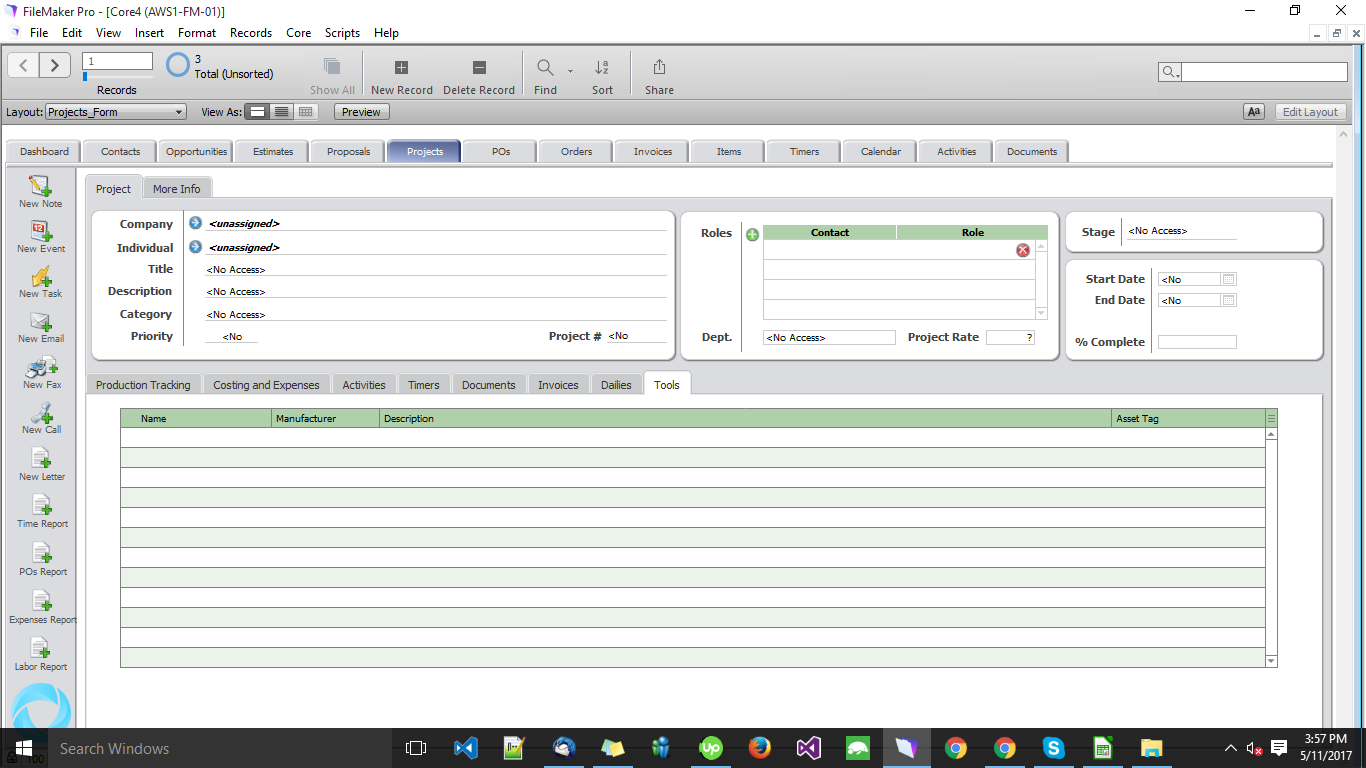 FileMaker Pro - [Core4 (AWS1-FM-01)]
File Edit View Insert Format Records Core Scripts Help
1
3
Total (Unsorted)
Records
Show All New Record Delete Record Find Sort Share
Layout: Projects_Form View As: Preview Aa Edit Layout
Dashboard Contacts Opportunities Estimates Proposals Projects POs Orders Invoices Items Timers Calendar Activities Documents
New Note
New Event
New Task
New Email
New Fax
New Call
New Letter
Time Report
POs Report
Expenses Report
Labor Report
Project More Info
Company <unassigned>
Individual <unassigned>
Title <No Access>
Description <No Access>
Category <No Access>
Priority <No Project # <No
Roles Contact Role
Dept. <No Access> Project Rate ?
Stage <No Access>
Start Date <No
End Date <No
% Complete
Production Tracking Costing and Expenses Activities Timers Documents Invoices Dailies Tools
Name Manufacturer Description Asset Tag
100
Search Windows
3:57 PM
5/11/2017